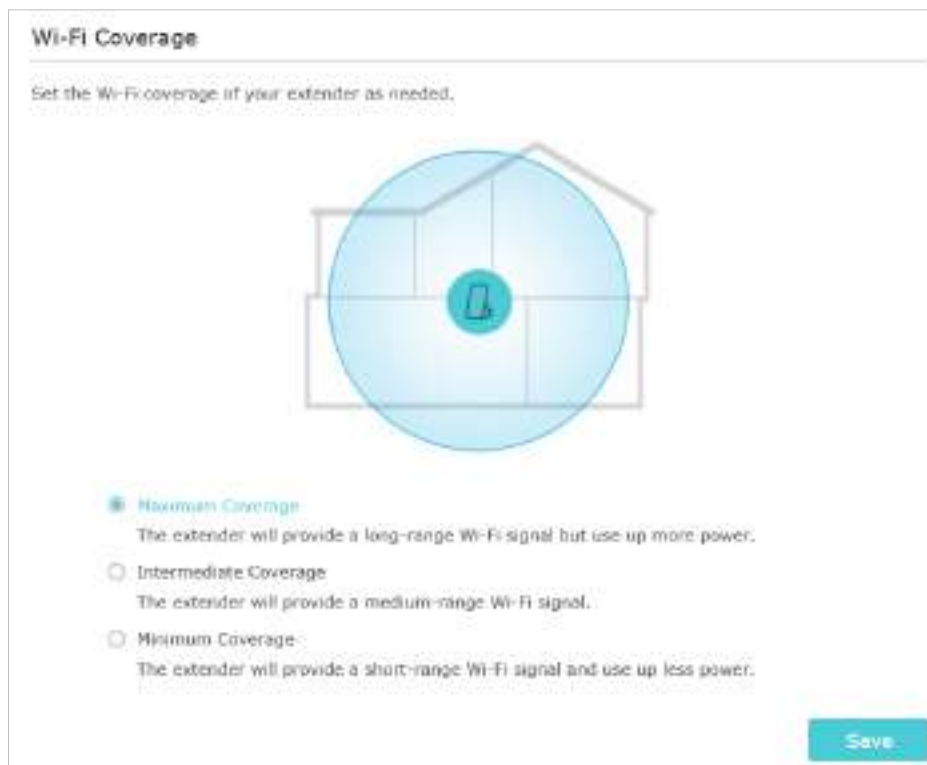 Wi-Fi Coverage
Set the Wi-Fi coverage of your extender as needed.
Maximum Coverage
The extender will provide a long-range Wi-Fi signal but use up more power.
Intermediate Coverage
The extender will provide a medium-range Wi-Fi signal.
Minimum Coverage
The extender will provide a short-range Wi-Fi signal and use up less power.
Save